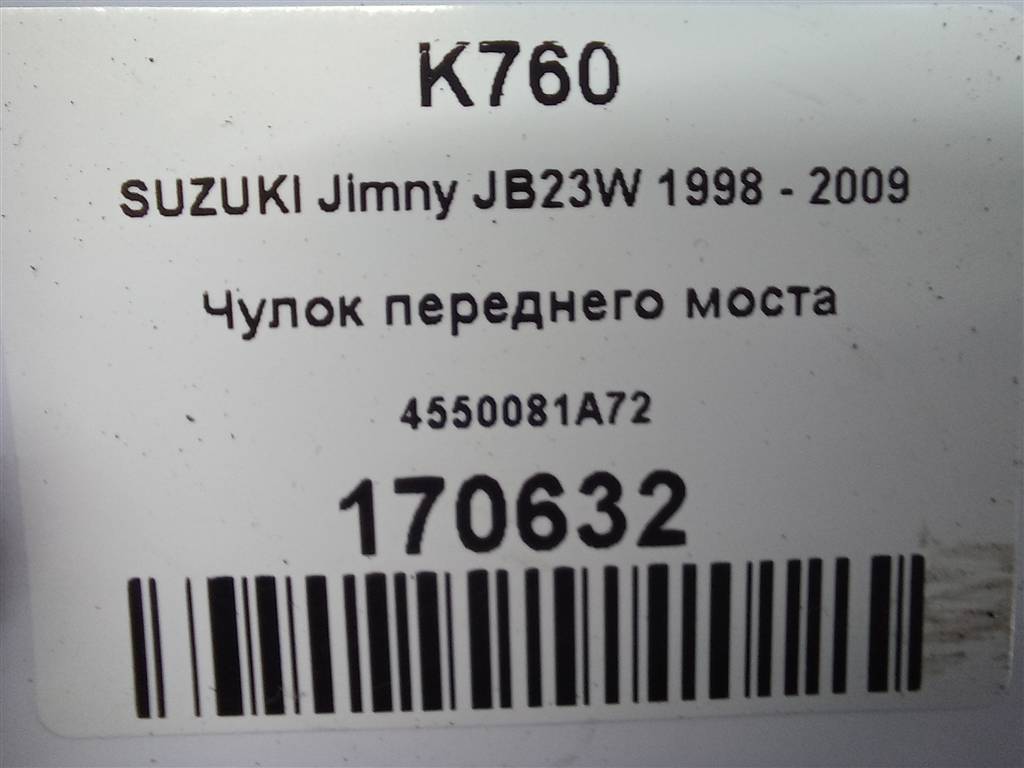 K760
SUZUKI Jimny JB23W 1998 - 2009
Чулок переднего моста
4550081A72
170632